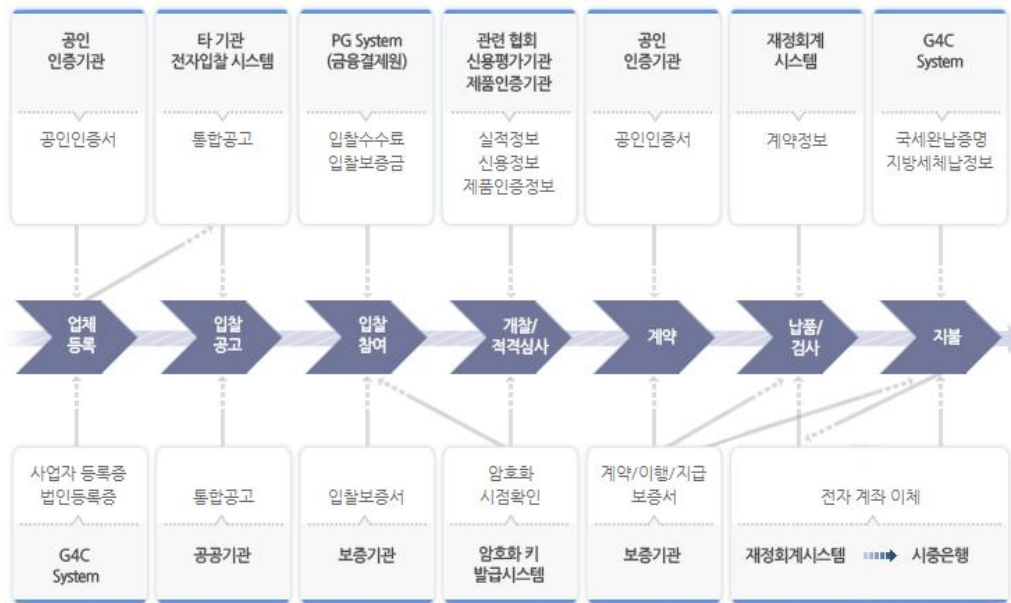 공인
인증기관
공인인증서
타 기관
전자입찰 시스템
통합공고
PG System
(금융결제원)
입찰수수료
입찰보증금
관련 협회
신용평가기관
제품인증기관
실적정보
신용정보
제품인증정보
공인
인증기관
공인인증서
재정회계
시스템
계약정보
G4C
System
국세완납증명
지방세체납정보
업체
등록
입찰
공고
입찰
참여
개찰/
적격심사
계약
납품/
검사
지불
사업자 등록증
법인등록증
G4C
System
통합공고
공공기관
입찰보증서
보증기관
암호화
시점확인
암호화 키
발급시스템
계약/이행/지급
보증서
보증기관
전자 계좌 이체
재정회계시스템 시중은행